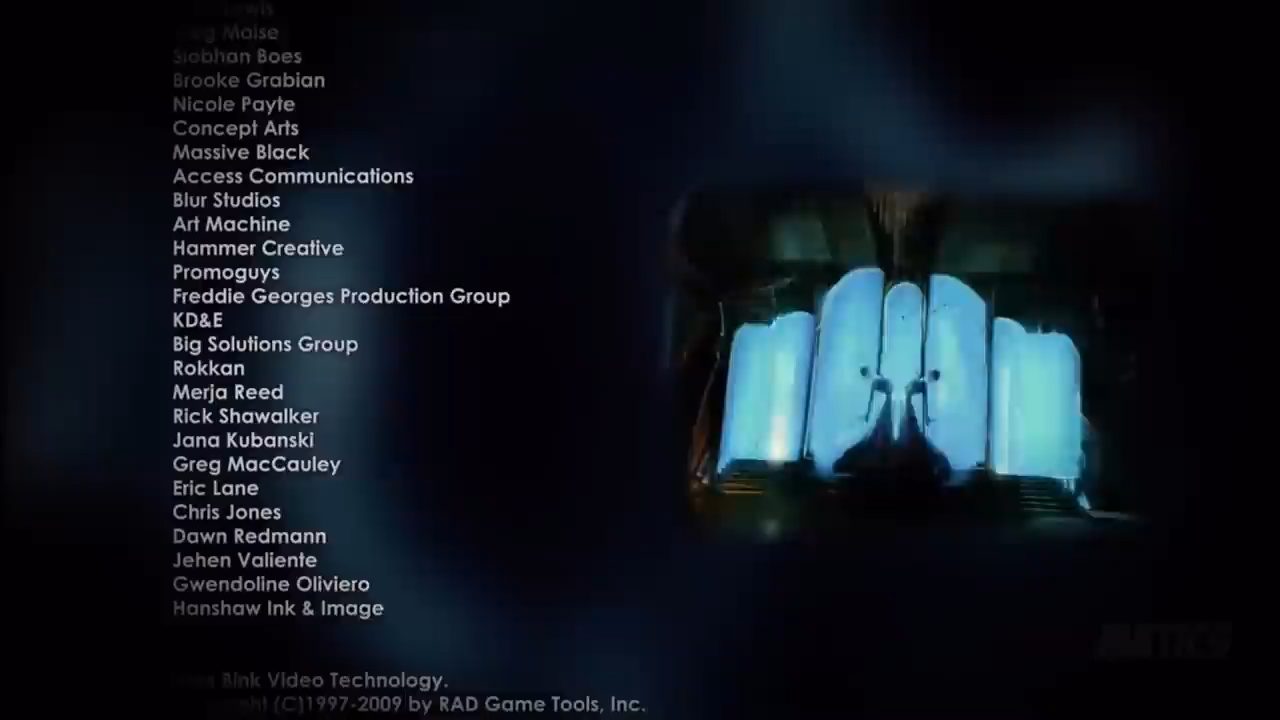 Lewis
Maise
Siobhan Boes
Brooke Grabian
Nicole Payte
Concept Arts
Massive Black
Access Communications
Blur Studios
Art Machine
Hammer Creative
Promoguys
Freddie Georges Production Group
KD&E
Big Solutions Group
Rokkan
Merja Reed
Rick Shawalker
Jana Kubanski
Greg MacCauley
Eric Lane
Chris Jones
Dawn Redmann
Jehen Valiente
Gwendoline Oliviero
Hanshaw Ink & Image
Bink Video Technology.
(C)1997-2009 by RAD Game Tools, Inc.